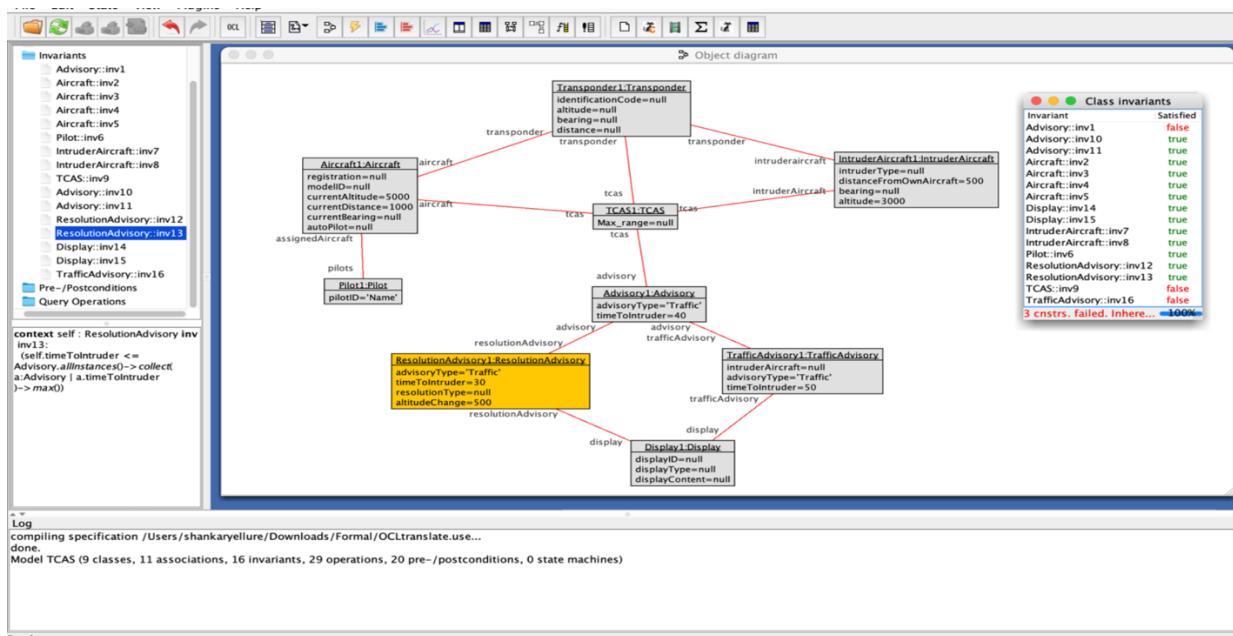 File Edit State View Plugins Help
OCL
Invariants
Advisory::inv1
Aircraft::inv2
Aircraft::inv3
Aircraft::inv4
Aircraft::inv5
Pilot::inv6
IntruderAircraft::inv7
IntruderAircraft::inv8
TCAS::inv9
Advisory::inv10
Advisory::inv11
ResolutionAdvisory::inv12
ResolutionAdvisory::inv13
Display::inv14
Display::inv15
TrafficAdvisory::inv16
Pre-/Postconditions
Query Operations
context self : ResolutionAdvisory inv
inv13:
(self.timeToIntruder <=
Advisory.allInstances()->collect(
a:Advisory | a.timeToIntruder
)->max())
Object diagram
Transponder1:Transponder
identificationCode=null
altitude=null
bearing=null
distance=null
transponder
transponder
transponder
Aircraft1:Aircraft
registration=null
modelID=null
currentAltitude=5000
currentDistance=1000
currentBearing=null
autoPilot=null
aircraft
aircraft
assignedAircraft
pilots
Pilot1:Pilot
pilotID='Name'
intruderaircraft
intruderAircraft
IntruderAircraft1:IntruderAircraft
intruderType=null
distanceFromOwnAircraft=500
bearing=null
altitude=3000
tcas
tcas
tcas
TCAS1:TCAS
Max_range=null
tcas
advisory
Advisory1:Advisory
advisoryType='Traffic'
timeToIntruder=40
advisory
advisory
resolutionAdvisory
trafficAdvisory
ResolutionAdvisory1:ResolutionAdvisory
advisoryType='Traffic'
timeToIntruder=30
resolutionType=null
altitudeChange=500
resolutionAdvisory
TrafficAdvisory1:TrafficAdvisory
intruderAircraft=null
advisoryType='Traffic'
timeToIntruder=50
trafficAdvisory
display
display
Display1:Display
displayID=null
displayType=null
displayContent=null
Class invariants
Invariant Satisfied
Advisory::inv1 false
Advisory::inv10 true
Advisory::inv11 true
Aircraft::inv2 true
Aircraft::inv3 true
Aircraft::inv4 true
Aircraft::inv5 true
Display::inv14 true
Display::inv15 true
IntruderAircraft::inv7 true
IntruderAircraft::inv8 true
Pilot::inv6 true
ResolutionAdvisory::inv12 true
ResolutionAdvisory::inv13 true
TCAS::inv9 false
TrafficAdvisory::inv16 false
3 cnstrs. failed. Inhere... 100%
Log
compiling specification /Users/shankaryellure/Downloads/Formal/OCLtranslate.use...
done.
Model TCAS (9 classes, 11 associations, 16 invariants, 29 operations, 20 pre-/postconditions, 0 state machines)